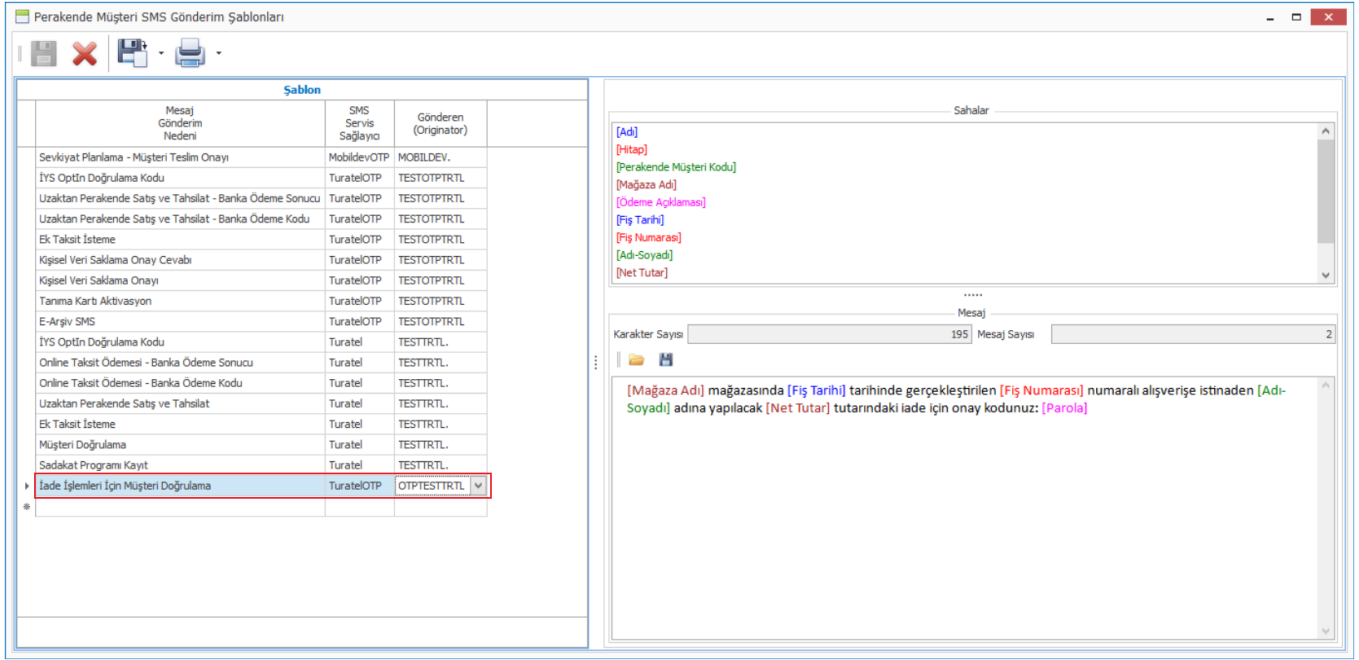 Perakende Müşteri SMS Gönderim Şablonları
Şablon
Mesaj Gönderim Nedeni SMS Servis Sağlayıcı Gönderen (Originator)
Sevkiyat Planlama - Müşteri Teslim Onayı MobildevOTP MOBILDEV.
İYS OptIn Doğrulama Kodu TuratelOTP TESTOTPTRTL
Uzaktan Perakende Satış ve Tahsilat - Banka Ödeme Sonucu TuratelOTP TESTOTPTRTL
Uzaktan Perakende Satış ve Tahsilat - Banka Ödeme Kodu TuratelOTP TESTOTPTRTL
Ek Taksit İsteme TuratelOTP TESTOTPTRTL
Kişisel Veri Saklama Onay Cevabı TuratelOTP TESTOTPTRTL
Kişisel Veri Saklama Onayı TuratelOTP TESTOTPTRTL
Tanıma Kartı Aktivasyon TuratelOTP TESTOTPTRTL
E-Arşiv SMS TuratelOTP TESTOTPTRTL
İYS OptIn Doğrulama Kodu Turatel TESTTRTL.
Online Taksit Ödemesi - Banka Ödeme Sonucu Turatel TESTTRTL.
Online Taksit Ödemesi - Banka Ödeme Kodu Turatel TESTTRTL.
Uzaktan Perakende Satış ve Tahsilat Turatel TESTTRTL.
Ek Taksit İsteme Turatel TESTTRTL.
Müşteri Doğrulama Turatel TESTTRTL.
Sadakat Programı Kayıt Turatel TESTTRTL.
İade İşlemleri İçin Müşteri Doğrulama TuratelOTP OTPTESTTRTL
Sahalar
[Adı]
[Hitap]
[Perakende Müşteri Kodu]
[Mağaza Adı]
[Ödeme Açıklaması]
[Fiş Tarihi]
[Fiş Numarası]
[Adı-Soyadı]
[Net Tutar]
Mesaj
Karakter Sayısı 195 Mesaj Sayısı 2
[Mağaza Adı] mağazasında [Fiş Tarihi] tarihinde gerçekleştirilen [Fiş Numarası] numaralı alışverişe istinaden [Adı-
Soyadı] adına yapılacak [Net Tutar] tutarındaki iade için onay kodunuz: [Parola]